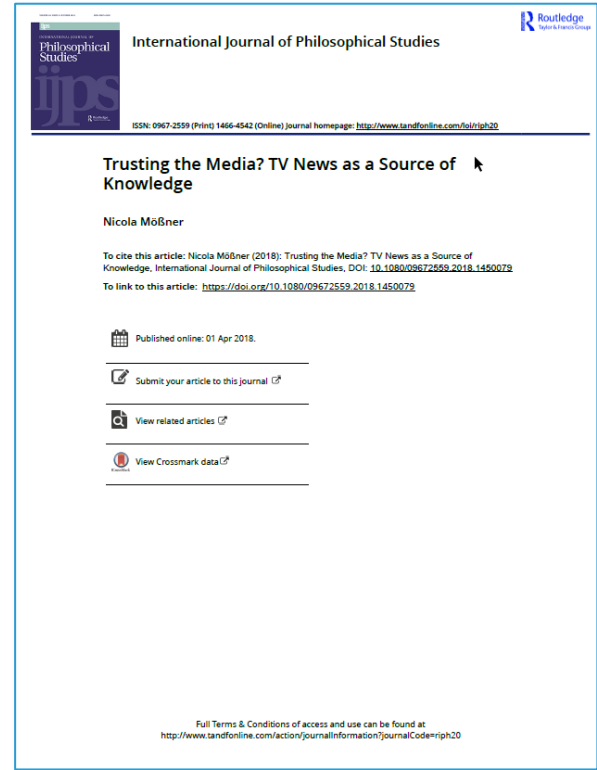 INTERNATIONAL JOURNAL OF
Philosophical
Studies
ijps
Routledge
International Journal of Philosophical Studies
Routledge
Taylor & Francis Group
ISSN: 0967-2559 (Print) 1466-4542 (Online) Journal homepage: http://www.tandfonline.com/loi/riph20
Trusting the Media? TV News as a Source of
Knowledge
Nicola Mößner
To cite this article: Nicola Mößner (2018): Trusting the Media? TV News as a Source of
Knowledge, International Journal of Philosophical Studies, DOI: 10.1080/09672559.2018.1450079
To link to this article: https://doi.org/10.1080/09672559.2018.1450079
Published online: 01 Apr 2018.
Submit your article to this journal
View related articles
View Crossmark data
CrossMark
Full Terms & Conditions of access and use can be found at
http://www.tandfonline.com/action/journalInformation?journalCode=riph20